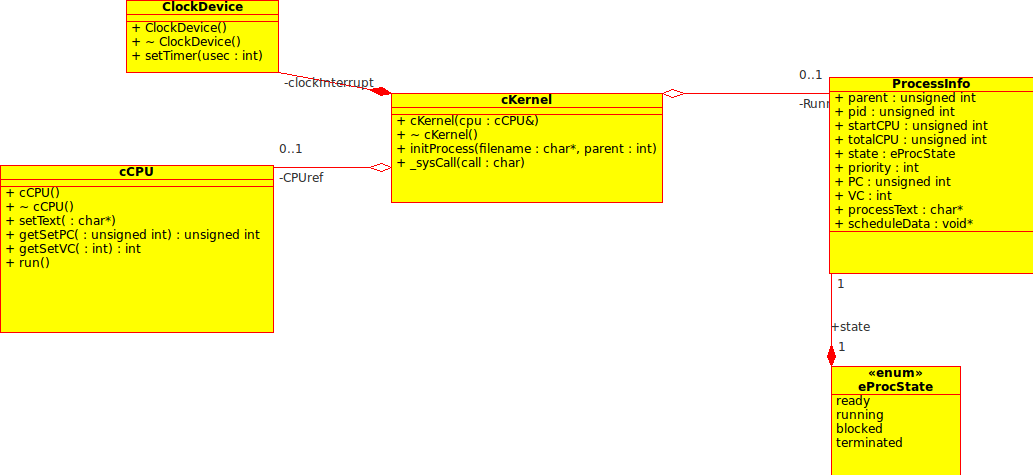 ClockDevice
+ ClockDevice()
+ ~ ClockDevice()
+ setTimer(usec : int)
-clockInterrupt
cKernel
+ cKernel(cpu : cCPU&)
+ ~ cKernel()
+ initProcess(filename : char*, parent : int)
+ _sysCall(call : char)
0..1
ProcessInfo
+ parent : unsigned int
+ pid : unsigned int
+ startCPU : unsigned int
+ totalCPU : unsigned int
+ state : eProcState
+ priority : int
+ PC : unsigned int
+ VC : int
+ processText : char*
+ scheduleData : void*
0..1
-CPUref
cCPU
+ cCPU()
+ ~ cCPU()
+ setText( : char*)
+ getSetPC( : unsigned int) : unsigned int
+ getSetVC( : int) : int
+ run()
1
+state
1
«enum»
eProcState
ready
running
blocked
terminated